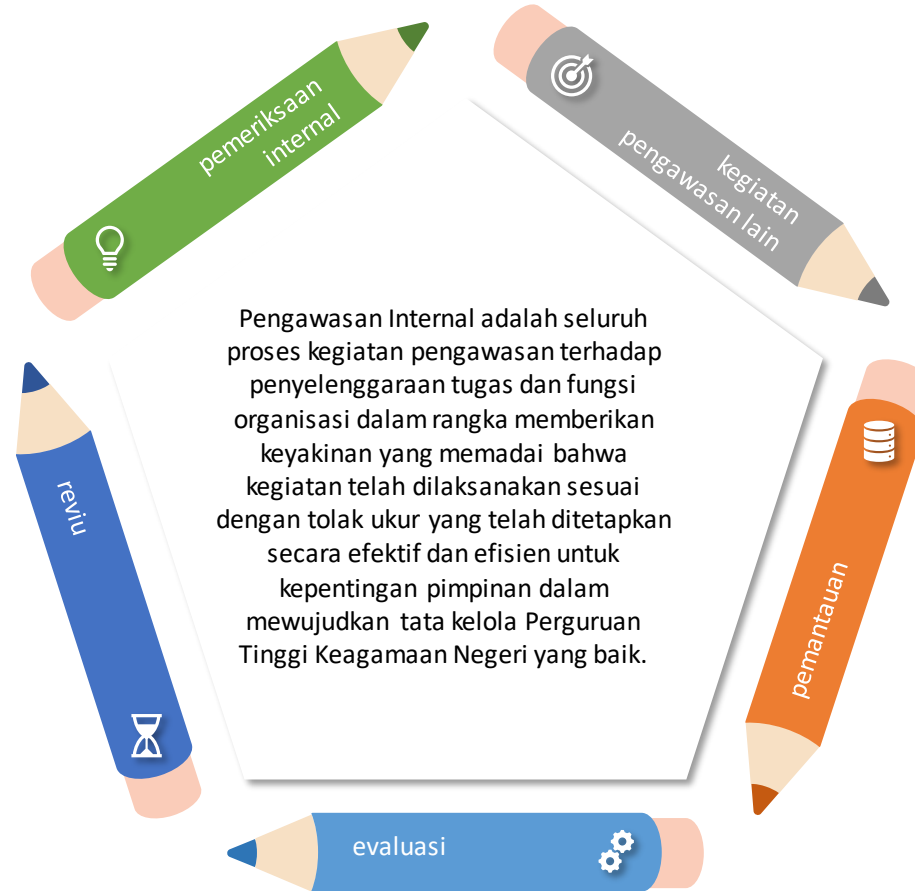 pemeriksaan
internal
kegiatan
pengawasan lain
Pengawasan Internal adalah seluruh
proses kegiatan pengawasan terhadap
penyelenggaraan tugas dan fungsi
organisasi dalam rangka memberikan
keyakinan yang memadai bahwa
kegiatan telah dilaksanakan sesuai
dengan tolak ukur yang telah ditetapkan
secara efektif dan efisien untuk
kepentingan pimpinan dalam
mewujudkan tata kelola Perguruan
Tinggi Keagamaan Negeri yang baik.
reviu
pemantauan
evaluasi